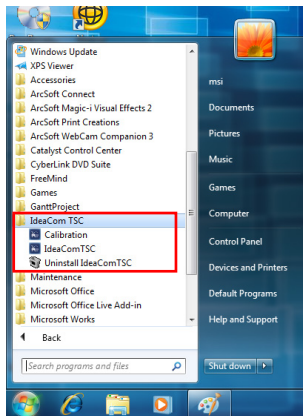 Windows Update
XPS Viewer
Accessories
ArcSoft Connect
ArcSoft Magic-i Visual Effects 2
ArcSoft Print Creations
ArcSoft WebCam Companion 3
Catalyst Control Center
CyberLink DVD Suite
FreeMind
Games
GanttProject
IdeaCom TSC
Calibration
IdeaComTSC
Uninstall IdeaComTSC
Maintenance
Microsoft Office
Microsoft Office Live Add-in
Microsoft Works
Back
Search programs and files
msi
Documents
Pictures
Music
Games
Computer
Control Panel
Devices and Printers
Default Programs
Help and Support
Shut down